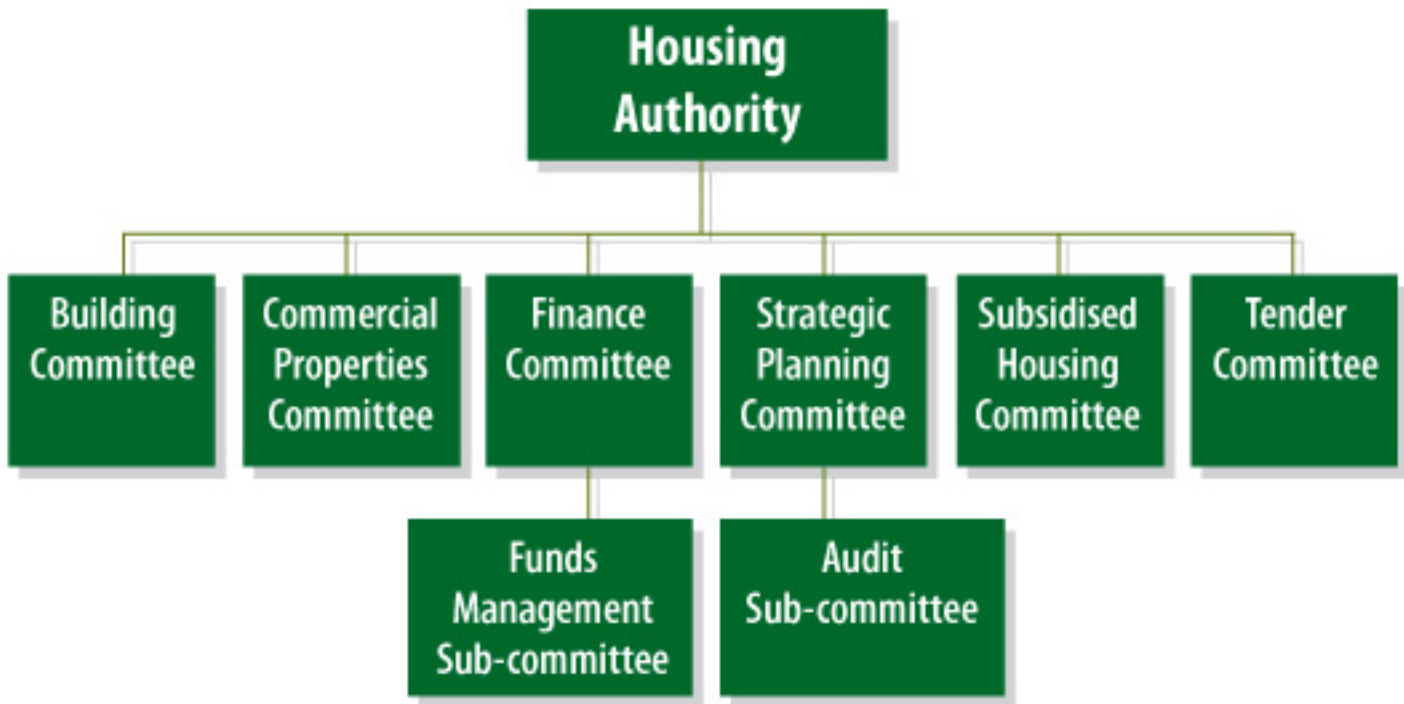 Housing
Authority
Building
Committee
Commercial
Properties
Committee
Finance
Committee
Strategic
Planning
Committee
Subsidised
Housing
Committee
Tender
Committee
Funds
Management
Sub-committee
Audit
Sub-committee